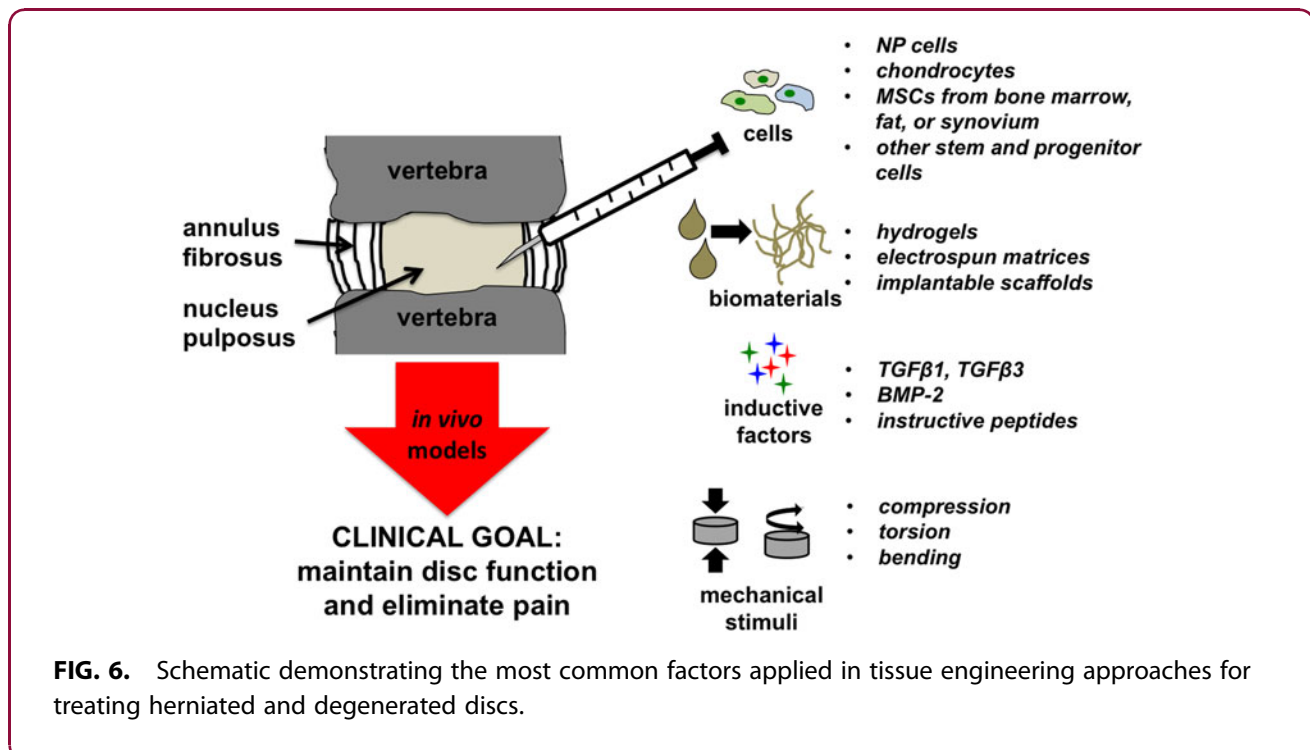 vertebra
annulus
fibrosus
nucleus
pulposus
vertebra
in vivo
models
CLINICAL GOAL:
maintain disc function
and eliminate pain
cells
• NP cells
• chondrocytes
• MSCs from bone marrow,
fat, or synovium
• other stem and progenitor
cells
biomaterials
• hydrogels
• electrospun matrices
• implantable scaffolds
inductive
factors
• TGFβ1, TGFβ3
• BMP-2
• instructive peptides
mechanical
stimuli
• compression
• torsion
• bending
FIG. 6. Schematic demonstrating the most common factors applied in tissue engineering approaches for
treating herniated and degenerated discs.